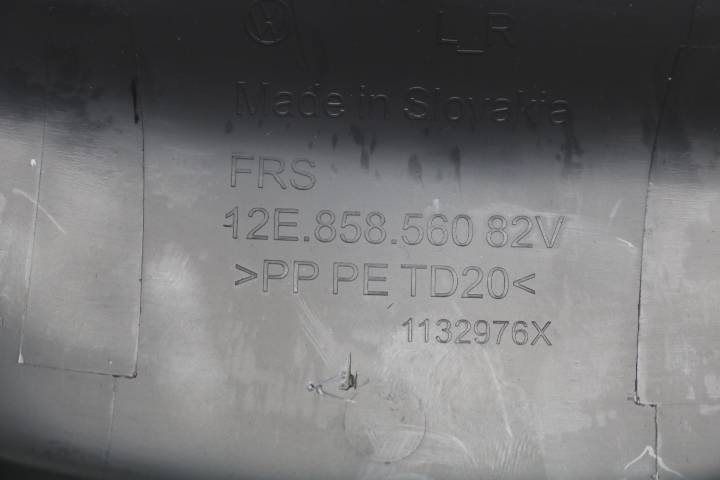 L_R
Made in Slovakia
FRS
12E.858.560 82V
>PP PE TD20<
1132976X